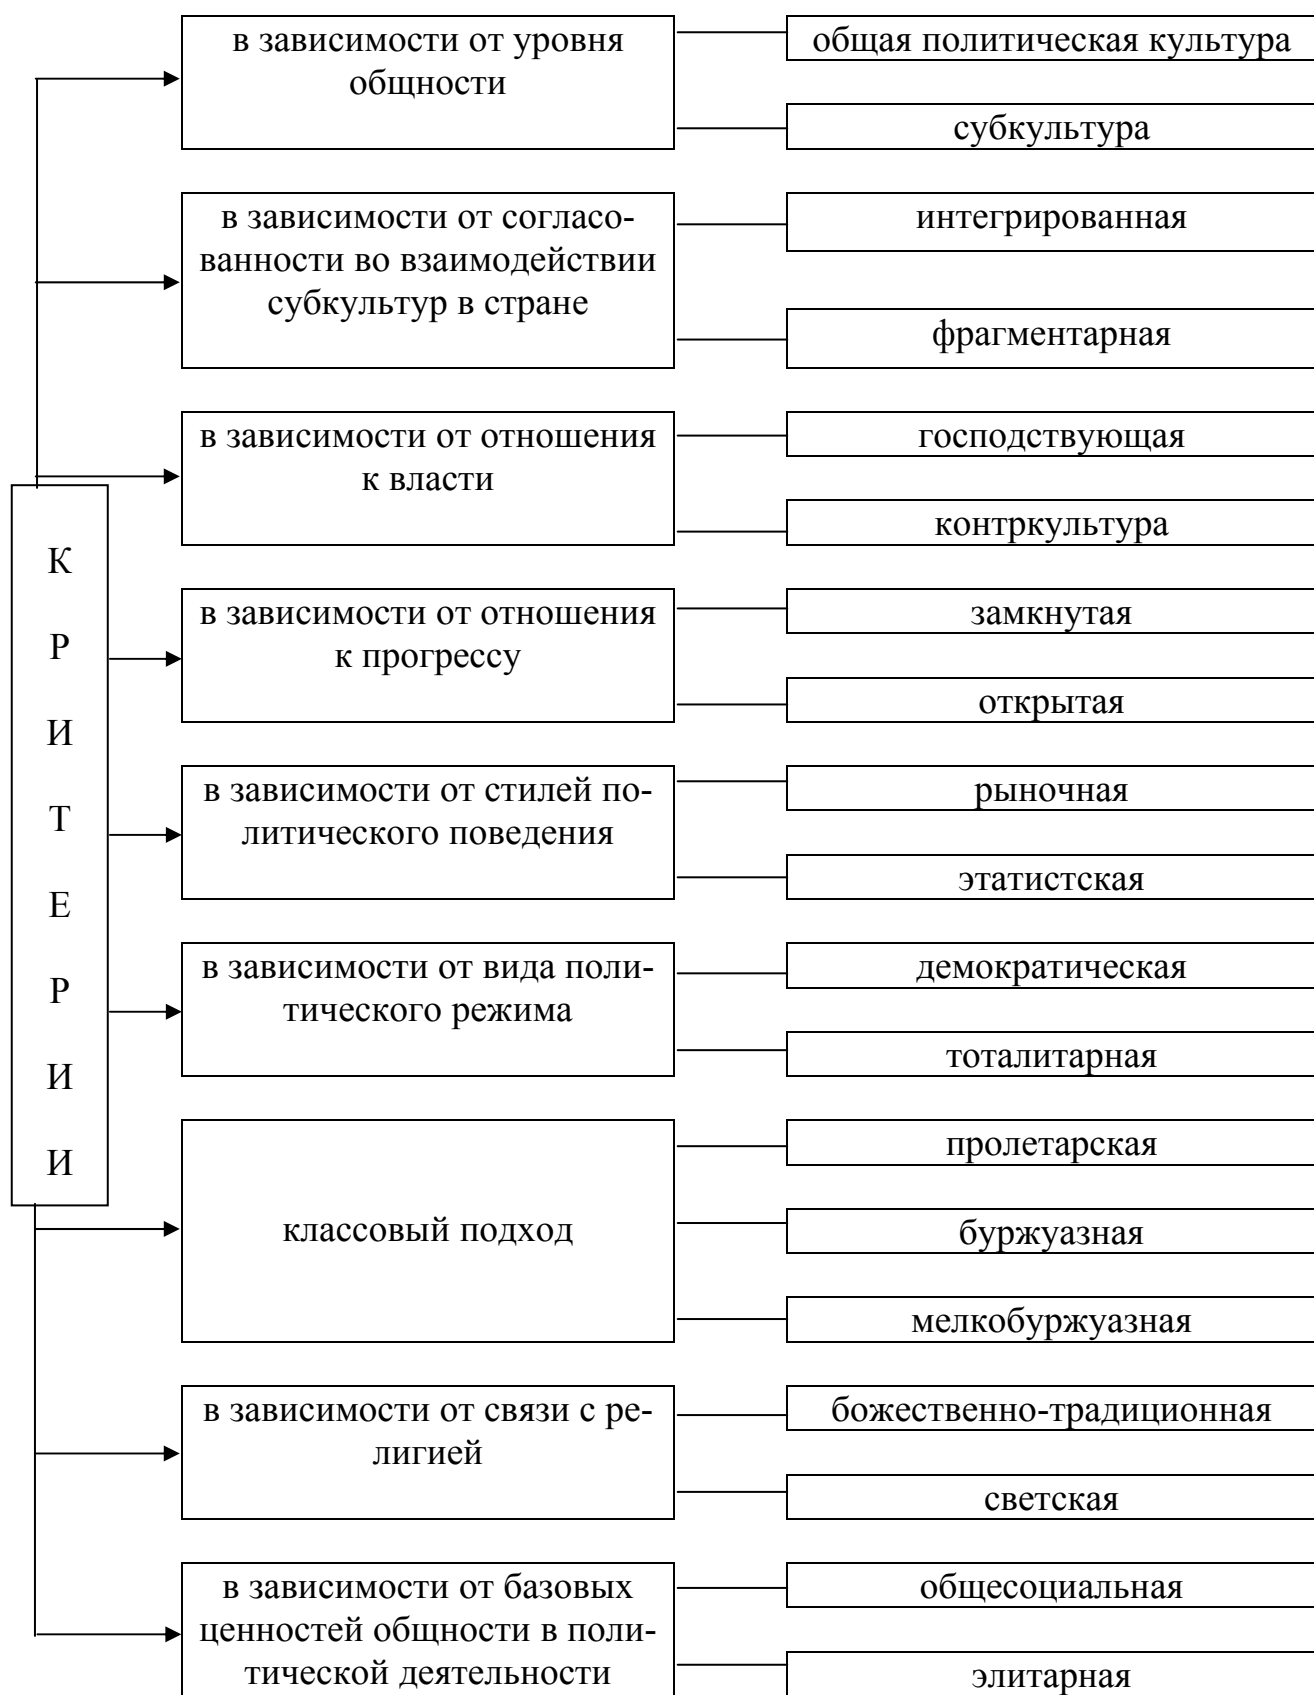 в зависимости от уровня
общности
общая политическая культура
субкультура
в зависимости от согласо-
ванности во взаимодействии
субкультур в стране
интегрированная
фрагментарная
в зависимости от отношения
к власти
господствующая
контркультура
К
Р
И
Т
Е
Р
И
И
в зависимости от отношения
к прогрессу
замкнутая
открытая
в зависимости от стилей по-
литического поведения
рыночная
этатистская
в зависимости от вида поли-
тического режима
демократическая
тоталитарная
классовый подход
пролетарская
буржуазная
мелкобуржуазная
в зависимости от связи с ре-
лигией
божественно-традиционная
светская
в зависимости от базовых
ценностей общности в поли-
тической деятельности
общесоциальная
элитарная